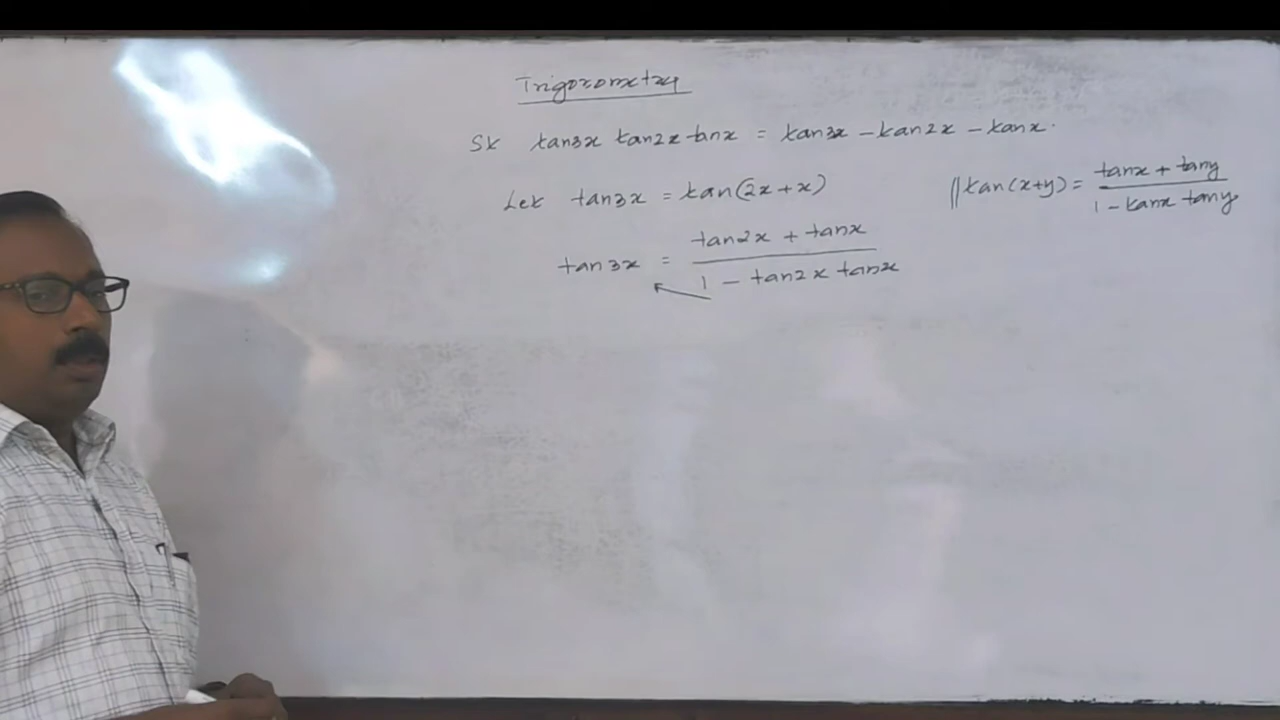 Trigonometry
St tan3x tan2x tanx = tan3x - tan2x - tanx.
Let tan3x = tan(2x+x) || tan(x+y) = (tanx + tany) / (1 - tanx tany)
tan3x = (tan2x + tanx) / (1 - tan2x tanx)